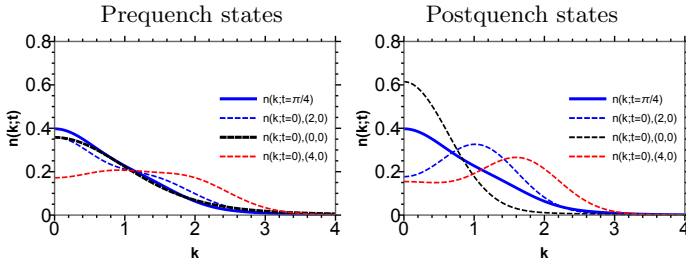 Prequench states
n(k;t)
0.8
0.6
0.4
0.2
0
n(k;t=π/4)
n(k;t=0),(2,0)
n(k;t=0),(0,0)
n(k;t=0),(4,0)
0 1 2 3 4
k
Postquench states
n(k;t)
0.8
0.6
0.4
0.2
0
n(k;t=π/4)
n(k;t=0),(2,0)
n(k;t=0),(0,0)
n(k;t=0),(4,0)
0 1 2 3 4
k